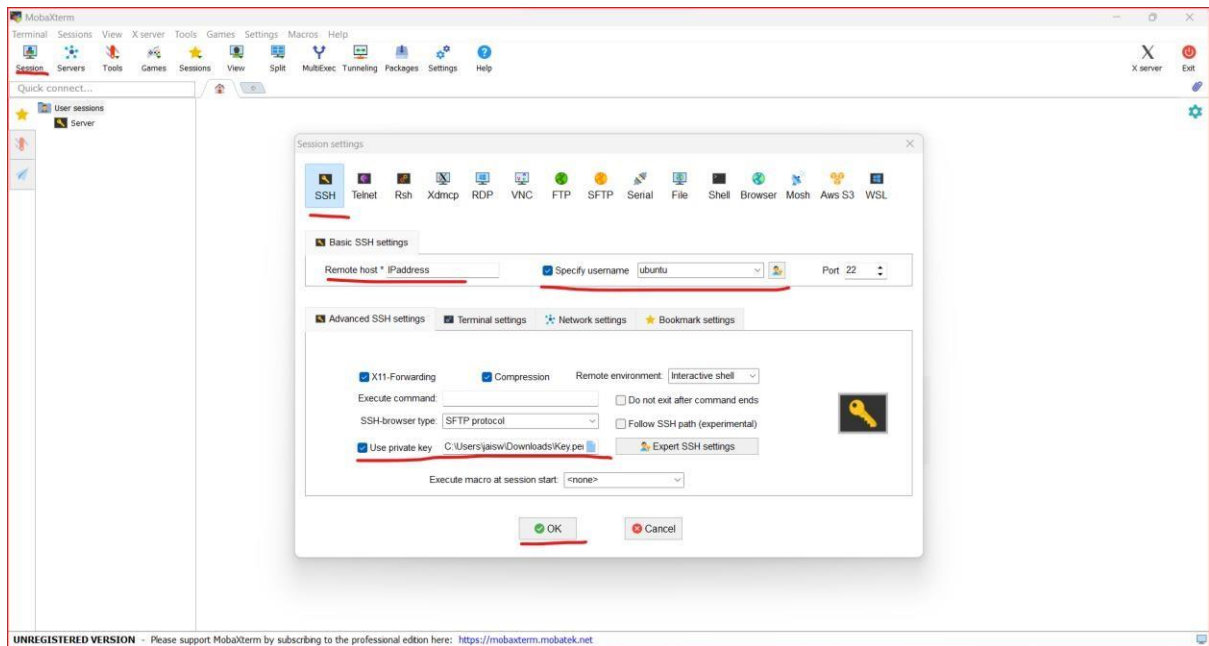 MobaXterm
Terminal Sessions View X server Tools Games Settings Macros Help
Session Servers Tools Games Sessions View Split MultiExec Tunneling Packages Settings Help X server Exit
Quick connect...
User sessions
Server
Session settings
SSH Telnet Rsh Xdmcp RDP VNC FTP SFTP Serial File Shell Browser Mosh Aws S3 WSL
Basic SSH settings
Remote host * IPaddress Specify username ubuntu Port 22
Advanced SSH settings Terminal settings Network settings Bookmark settings
X11-Forwarding Compression Remote environment: Interactive shell
Execute command: Do not exit after command ends
SSH-browser type: SFTP protocol Follow SSH path (experimental)
Use private key C:\Users\jaisw\Downloads\Key.pe Expert SSH settings
Execute macro at session start: <none>
OK Cancel
UNREGISTERED VERSION - Please support MobaXterm by subscribing to the professional edition here: https://mobaxterm.mobatek.net